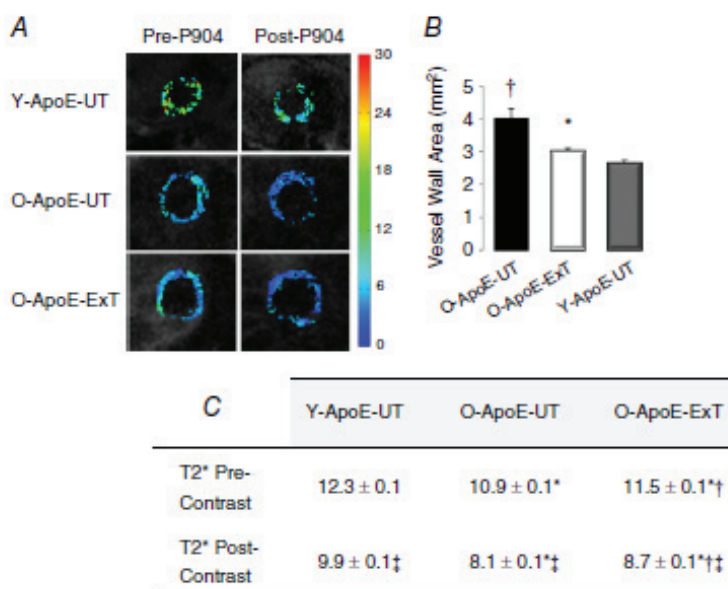 A
Pre-P904 Post-P904
Y-ApoE-UT
O-ApoE-UT
O-ApoE-ExT
30
24
18
12
6
0
B
Vessel Wall Area (mm²)
5
4
3
2
1
0
†
*
O-ApoE-UT
O-ApoE-ExT
Y-ApoE-UT
C Y-ApoE-UT O-ApoE-UT O-ApoE-ExT
T2* Pre-
Contrast
12.3 ± 0.1 10.9 ± 0.1* 11.5 ± 0.1*†
T2* Post-
Contrast
9.9 ± 0.1‡ 8.1 ± 0.1*‡ 8.7 ± 0.1*†‡